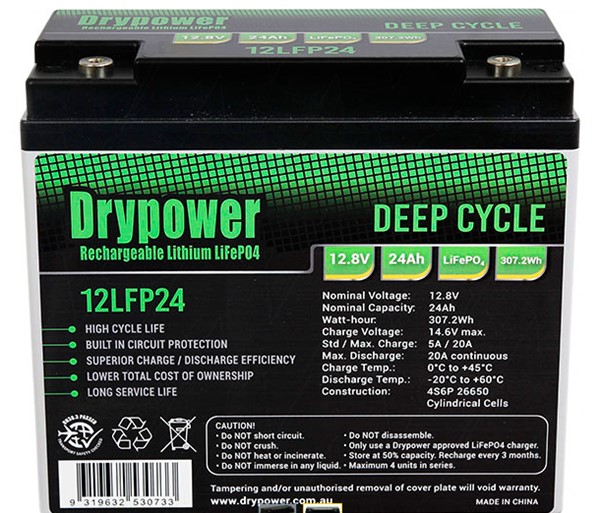 Drypower DEEP CYCLE
Rechargeable Lithium LiFePO4
12.8V 24Ah LiFePO4 307.2Wh
12LFP24
Drypower
Rechargeable Lithium LiFePO4
DEEP CYCLE
12.8V 24Ah LiFePO₄ 307.2Wh
12LFP24
HIGH CYCLE LIFE
BUILT IN CIRCUIT PROTECTION
SUPERIOR CHARGE / DISCHARGE EFFICIENCY
LOWER TOTAL COST OF OWNERSHIP
LONG SERVICE LIFE
Nominal Voltage: 12.8V
Nominal Capacity: 24Ah
Watt-hour: 307.2Wh
Charge Voltage: 14.6V max.
Std / Max. Charge: 5A / 20A
Max. Discharge: 20A continuous
Charge Temp.: 0°C to +45°C
Discharge Temp.: -20°C to +60°C
Construction: 4S6P 26650
Cylindrical Cells
CAUTION!
• Do NOT short circuit.
• Do NOT crush.
• Do NOT heat or incinerate.
• Do NOT immerse in any liquid.
• Do NOT disassemble.
• Only use a Drypower approved LiFePO4 charger.
• Store at 50% capacity. Recharge every 3 months.
• Maximum 4 units in series.
Tampering and/or unauthorised removal of cover plate will void warranty.
www.drypower.com.au MADE IN CHINA
9 319632 530733